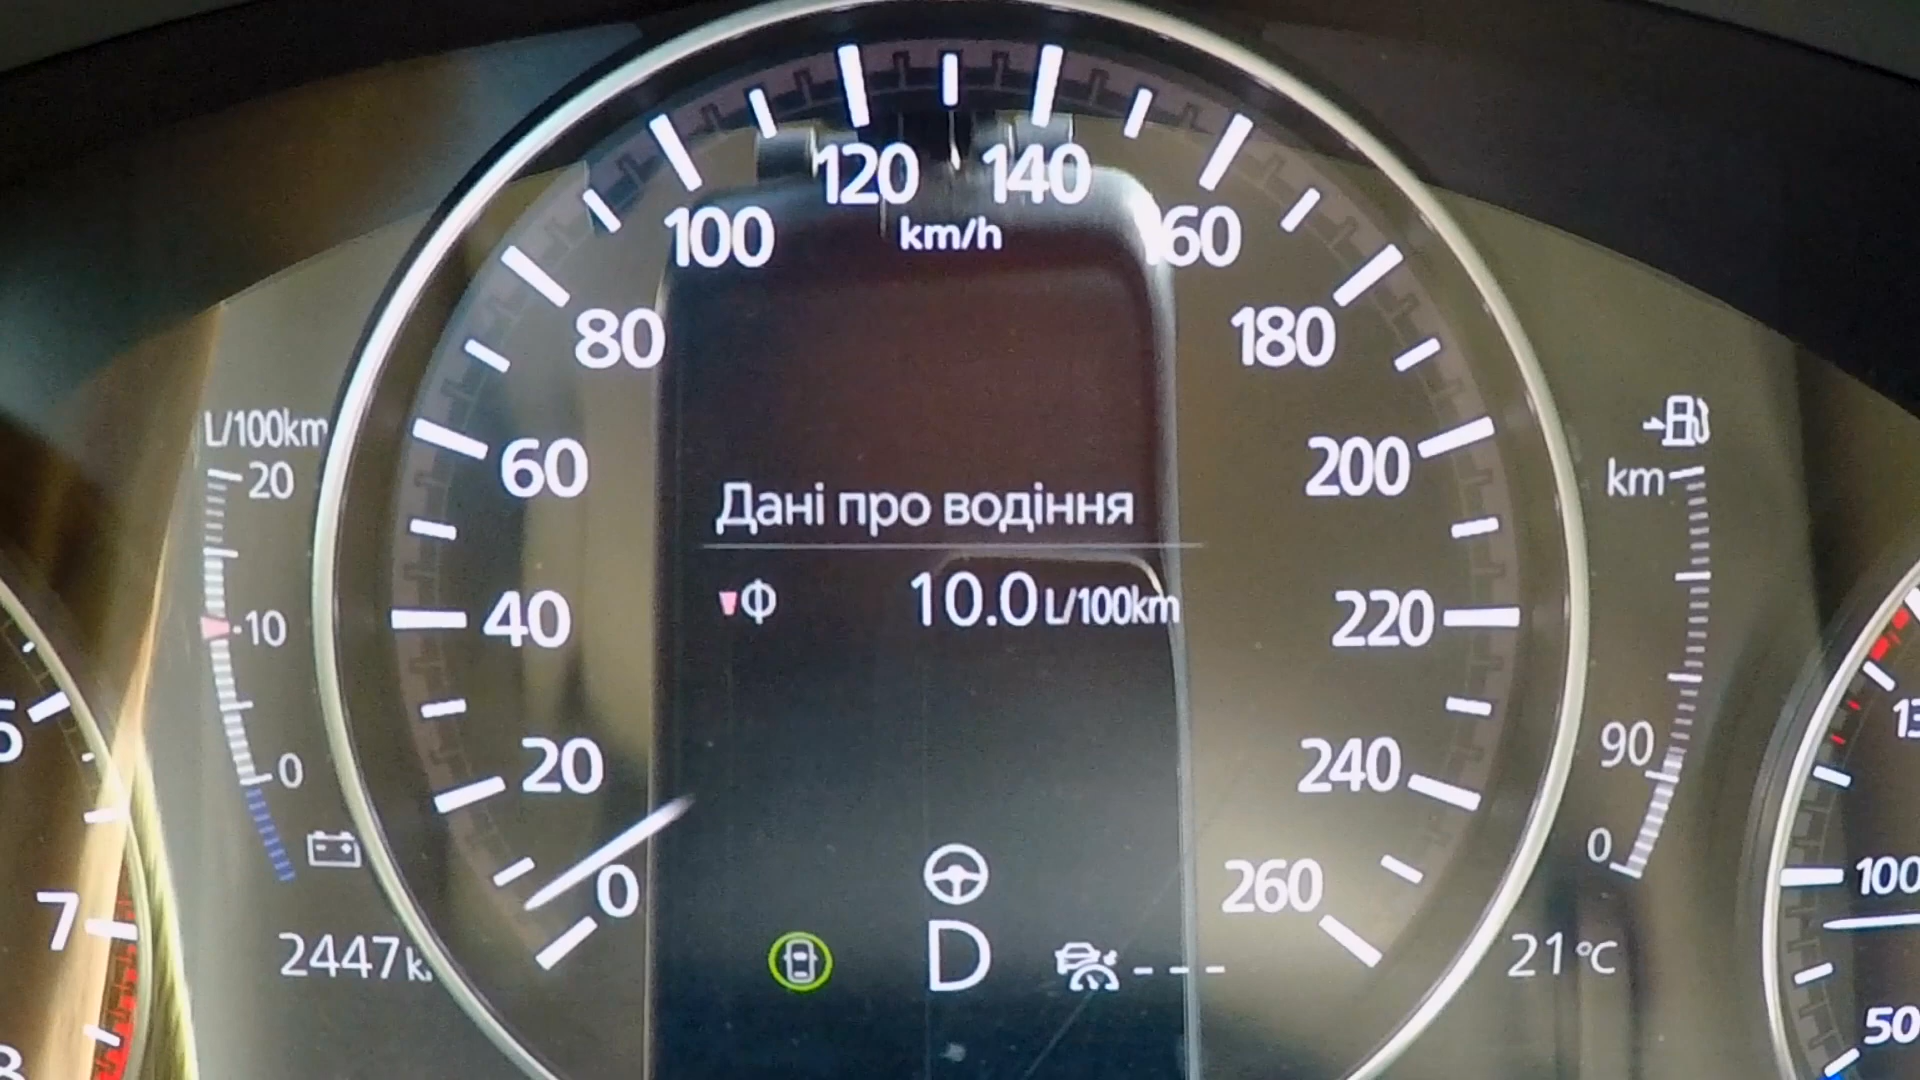 120 140
100 km/h 160
80 180
L/100km
20 60 200 km
Дані про водіння
10 40 Φ 10.0 L/100km 220
90
0 20 240
0 260 0 100
7
2447 D --- 21°C
50
8